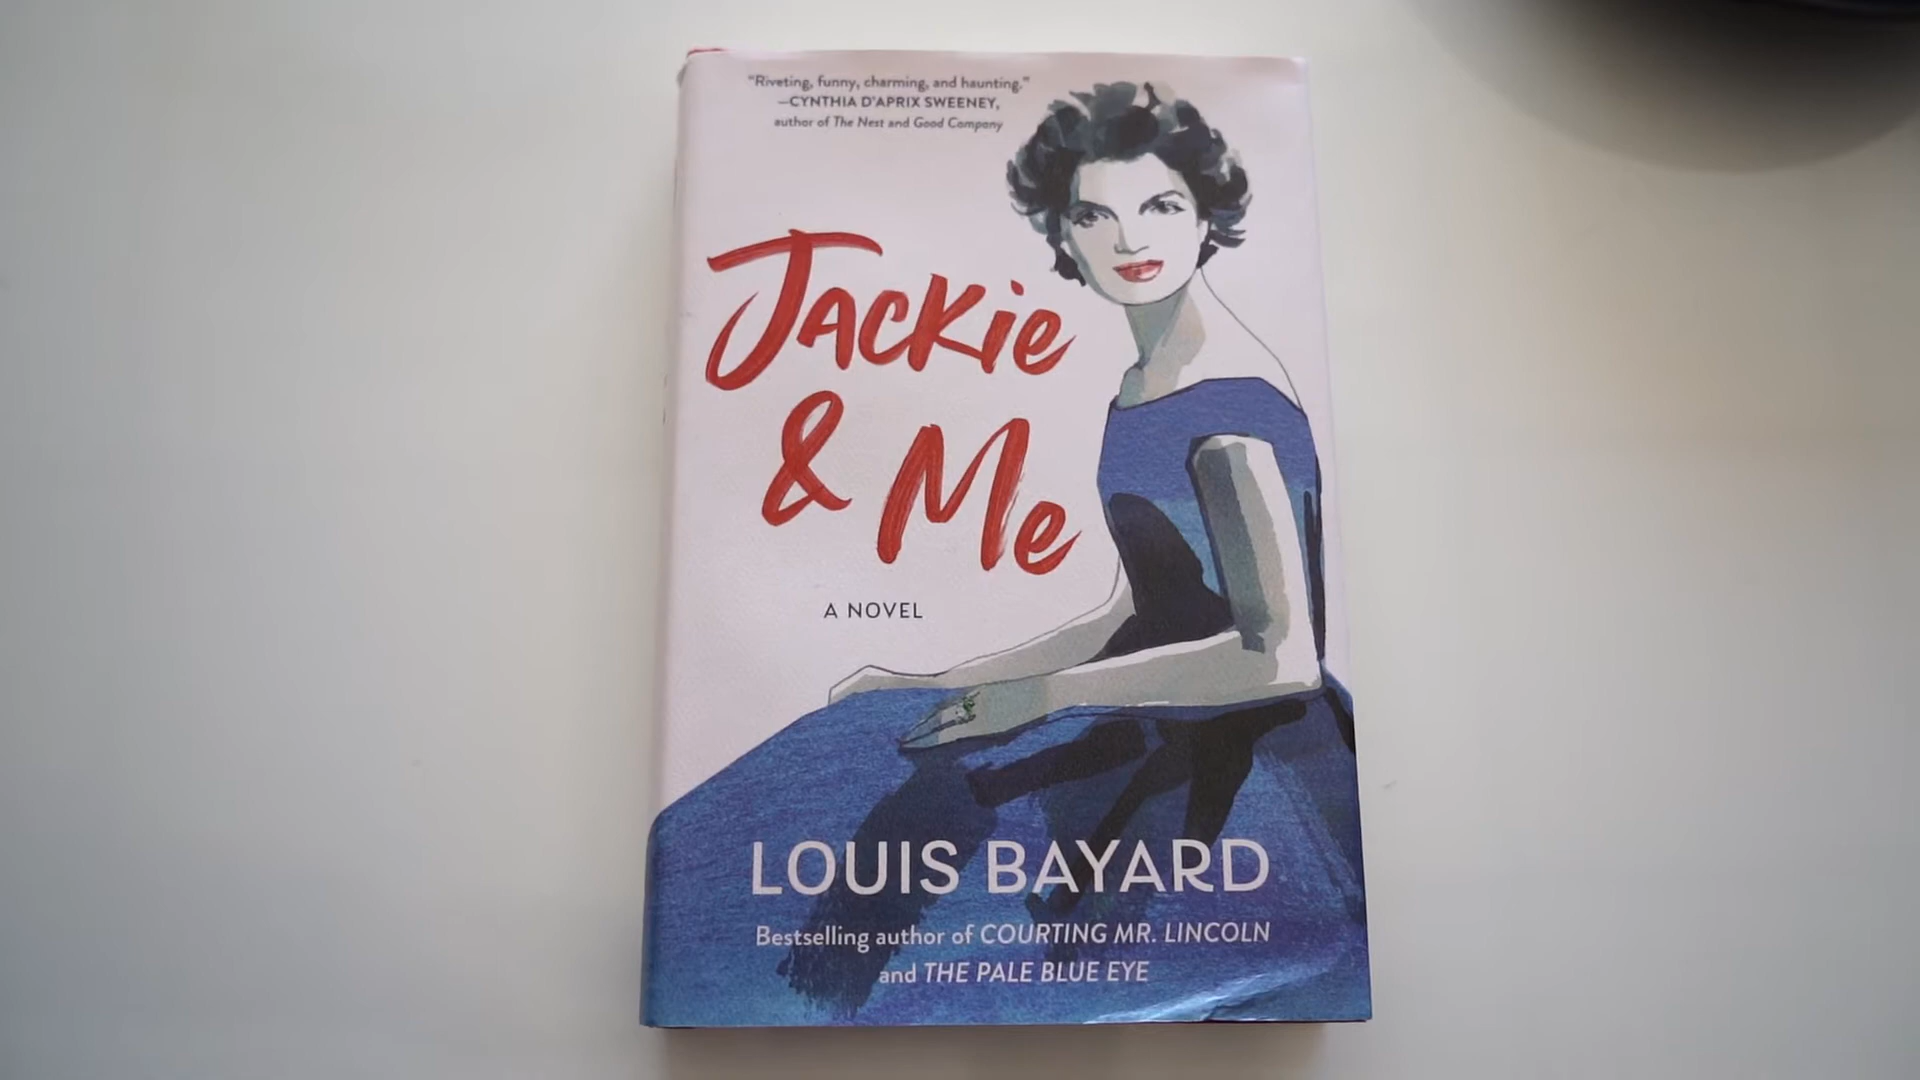 “Riveting, funny, charming, and haunting.”
—CYNTHIA D’APRIX SWEENEY,
author of The Nest and Good Company
Jackie
& Me
A NOVEL
LOUIS BAYARD
Bestselling author of COURTING MR. LINCOLN
and THE PALE BLUE EYE